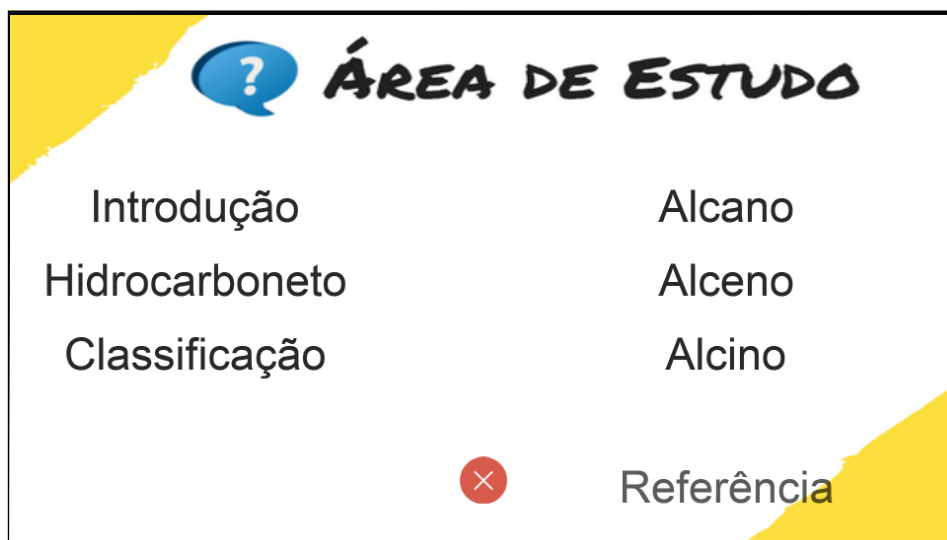 ? Área de Estudo
Introdução
Hidrocarboneto
Classificação
Alcano
Alceno
Alcino
Referência